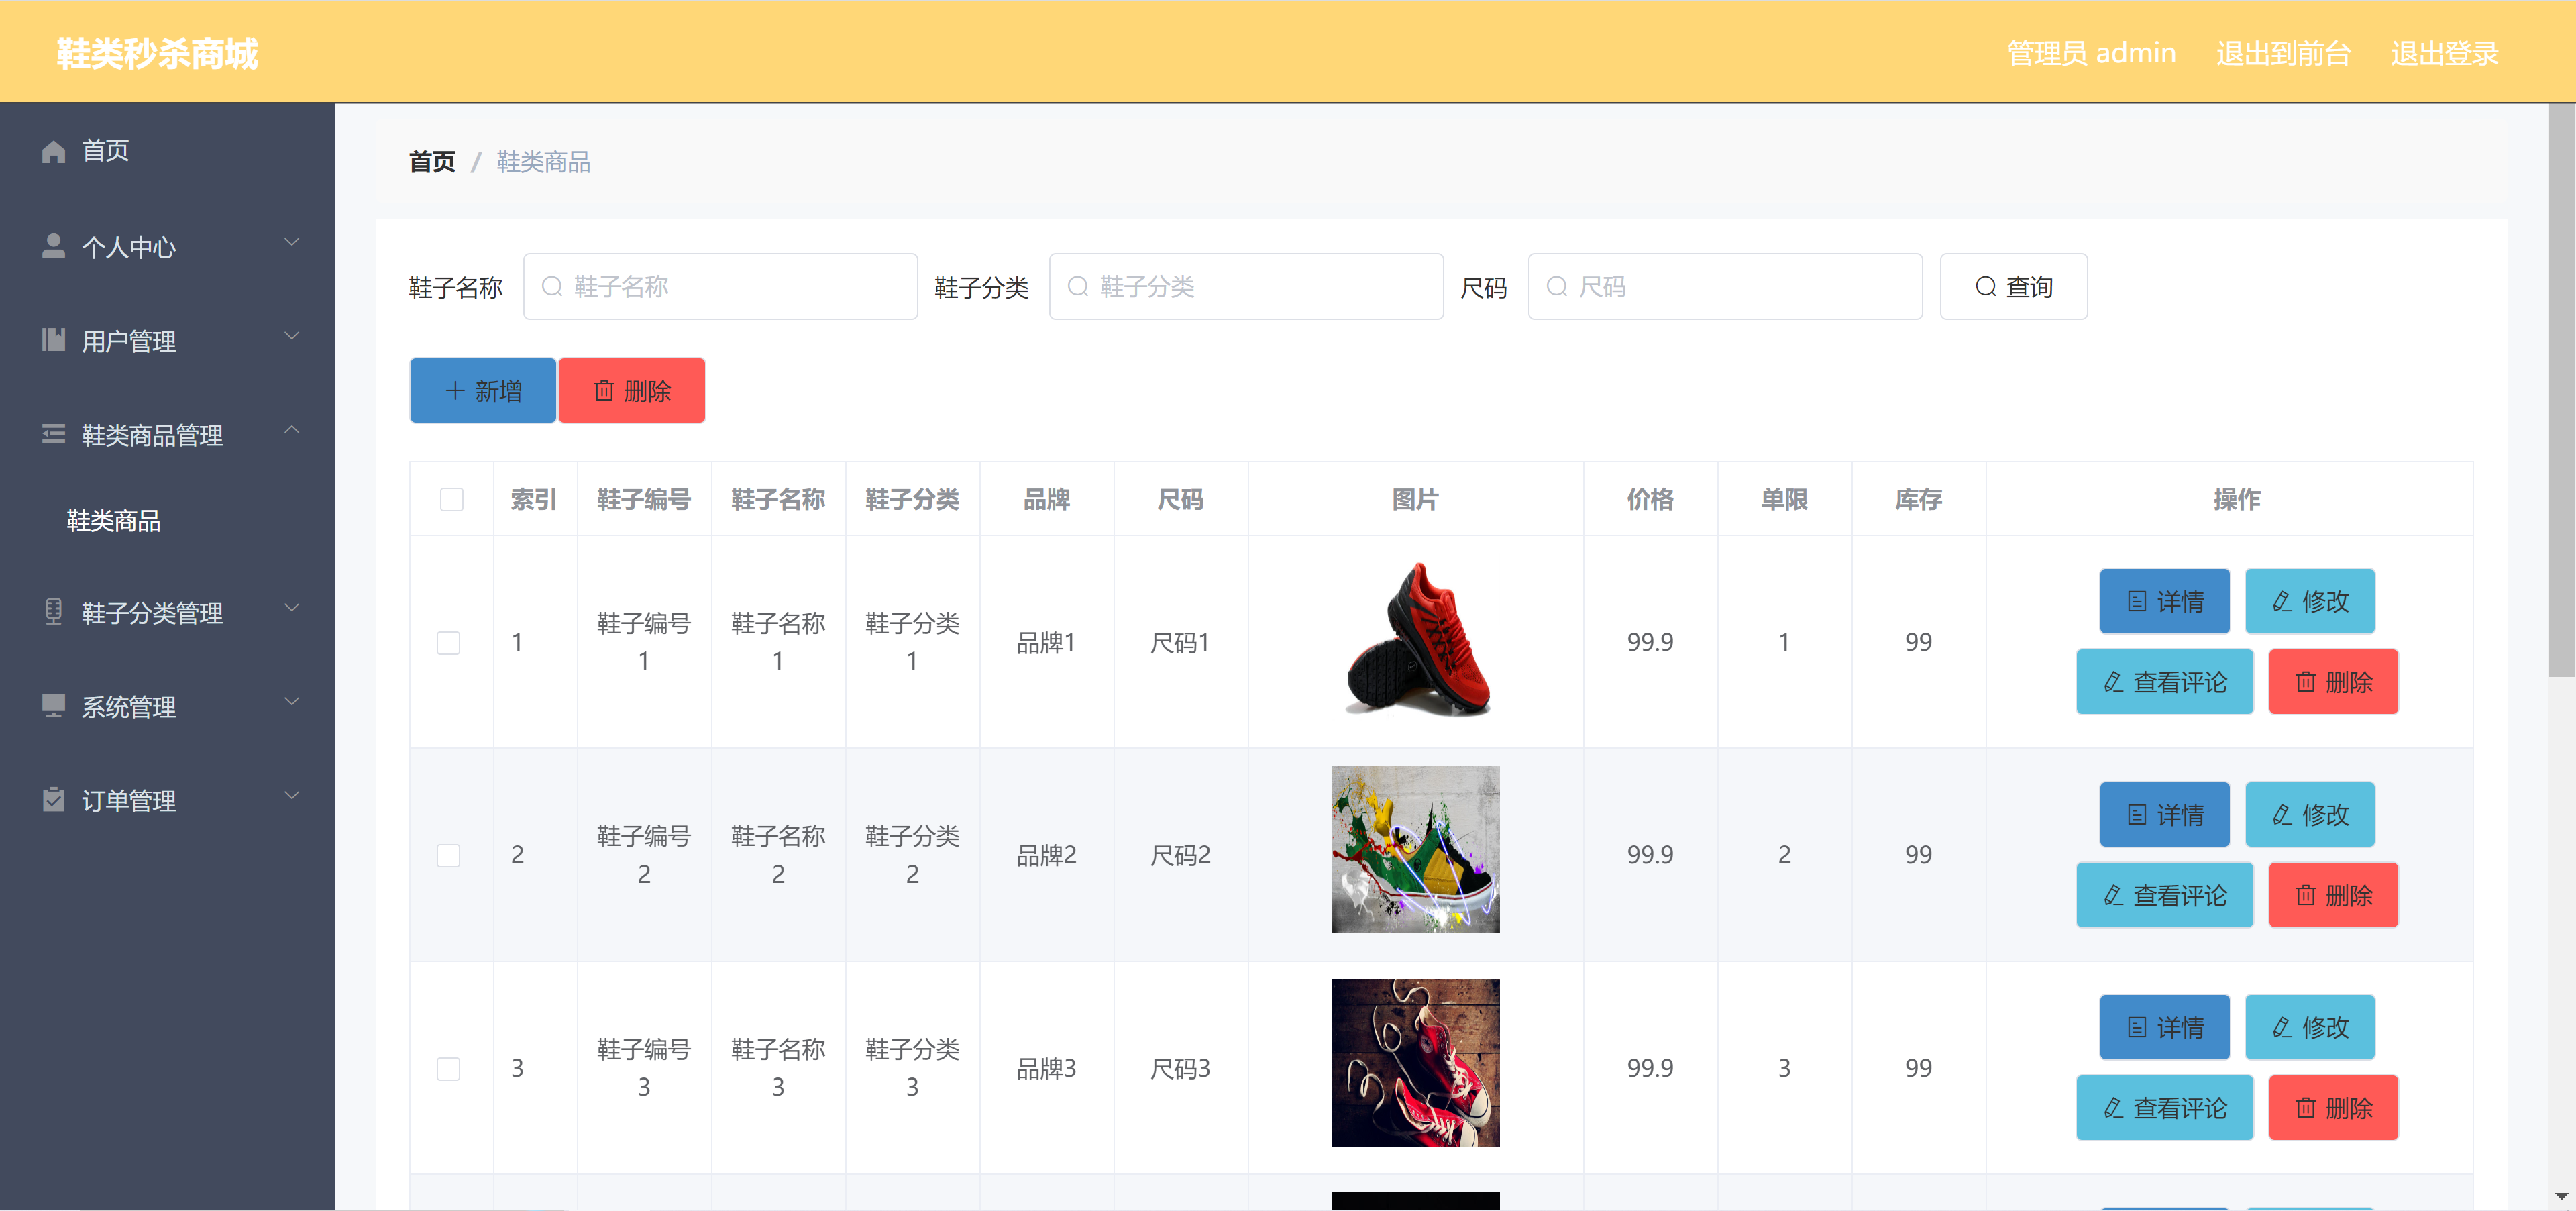 鞋类秒杀商城
管理员 admin 退出到前台 退出登录
首页
个人中心
用户管理
鞋类商品管理
鞋类商品
鞋子分类管理
系统管理
订单管理
首页 / 鞋类商品
鞋子名称 鞋子名称 鞋子分类 鞋子分类 尺码 尺码 查询
新增 删除
索引 鞋子编号 鞋子名称 鞋子分类 品牌 尺码 图片 价格 单限 库存 操作
1 鞋子编号1 鞋子名称1 鞋子分类1 品牌1 尺码1 99.9 1 99 详情 修改
查看评论 删除
2 鞋子编号2 鞋子名称2 鞋子分类2 品牌2 尺码2 99.9 2 99 详情 修改
查看评论 删除
3 鞋子编号3 鞋子名称3 鞋子分类3 品牌3 尺码3 99.9 3 99 详情 修改
查看评论 删除